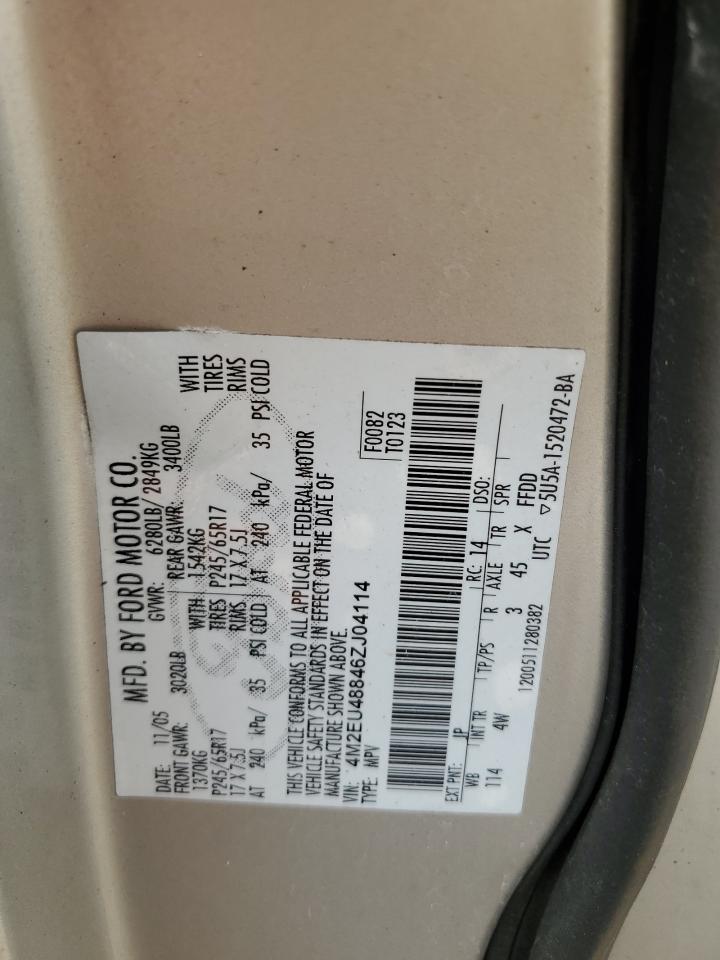 MFD. BY FORD MOTOR CO.
DATE: 11/05 GVWR: 6280LB/ 2849KG
FRONT GAWR: 3020LB REAR GAWR: 3400LB
1370KG WITH 1542KG WITH
P245/65R17 TIRES P245/65R17 TIRES
17 X 7.5J RIMS 17 X 7.5J RIMS
AT 240 kPa/ 35 PSI COLD AT 240 kPa/ 35 PSI COLD
THIS VEHICLE CONFORMS TO ALL APPLICABLE FEDERAL MOTOR
VEHICLE SAFETY STANDARDS IN EFFECT ON THE DATE OF
MANUFACTURE SHOWN ABOVE.
VIN: 4M2EU48846ZJ04114 F0082
TYPE: MPV T0123
EXT PNT: JP RC: 14 DSO:
WB INT TR TP/PS R AXLE TR SPR
114 4W 3 45 X FFDD
1200511280382 UTC ▽5U5A-1520472-BA